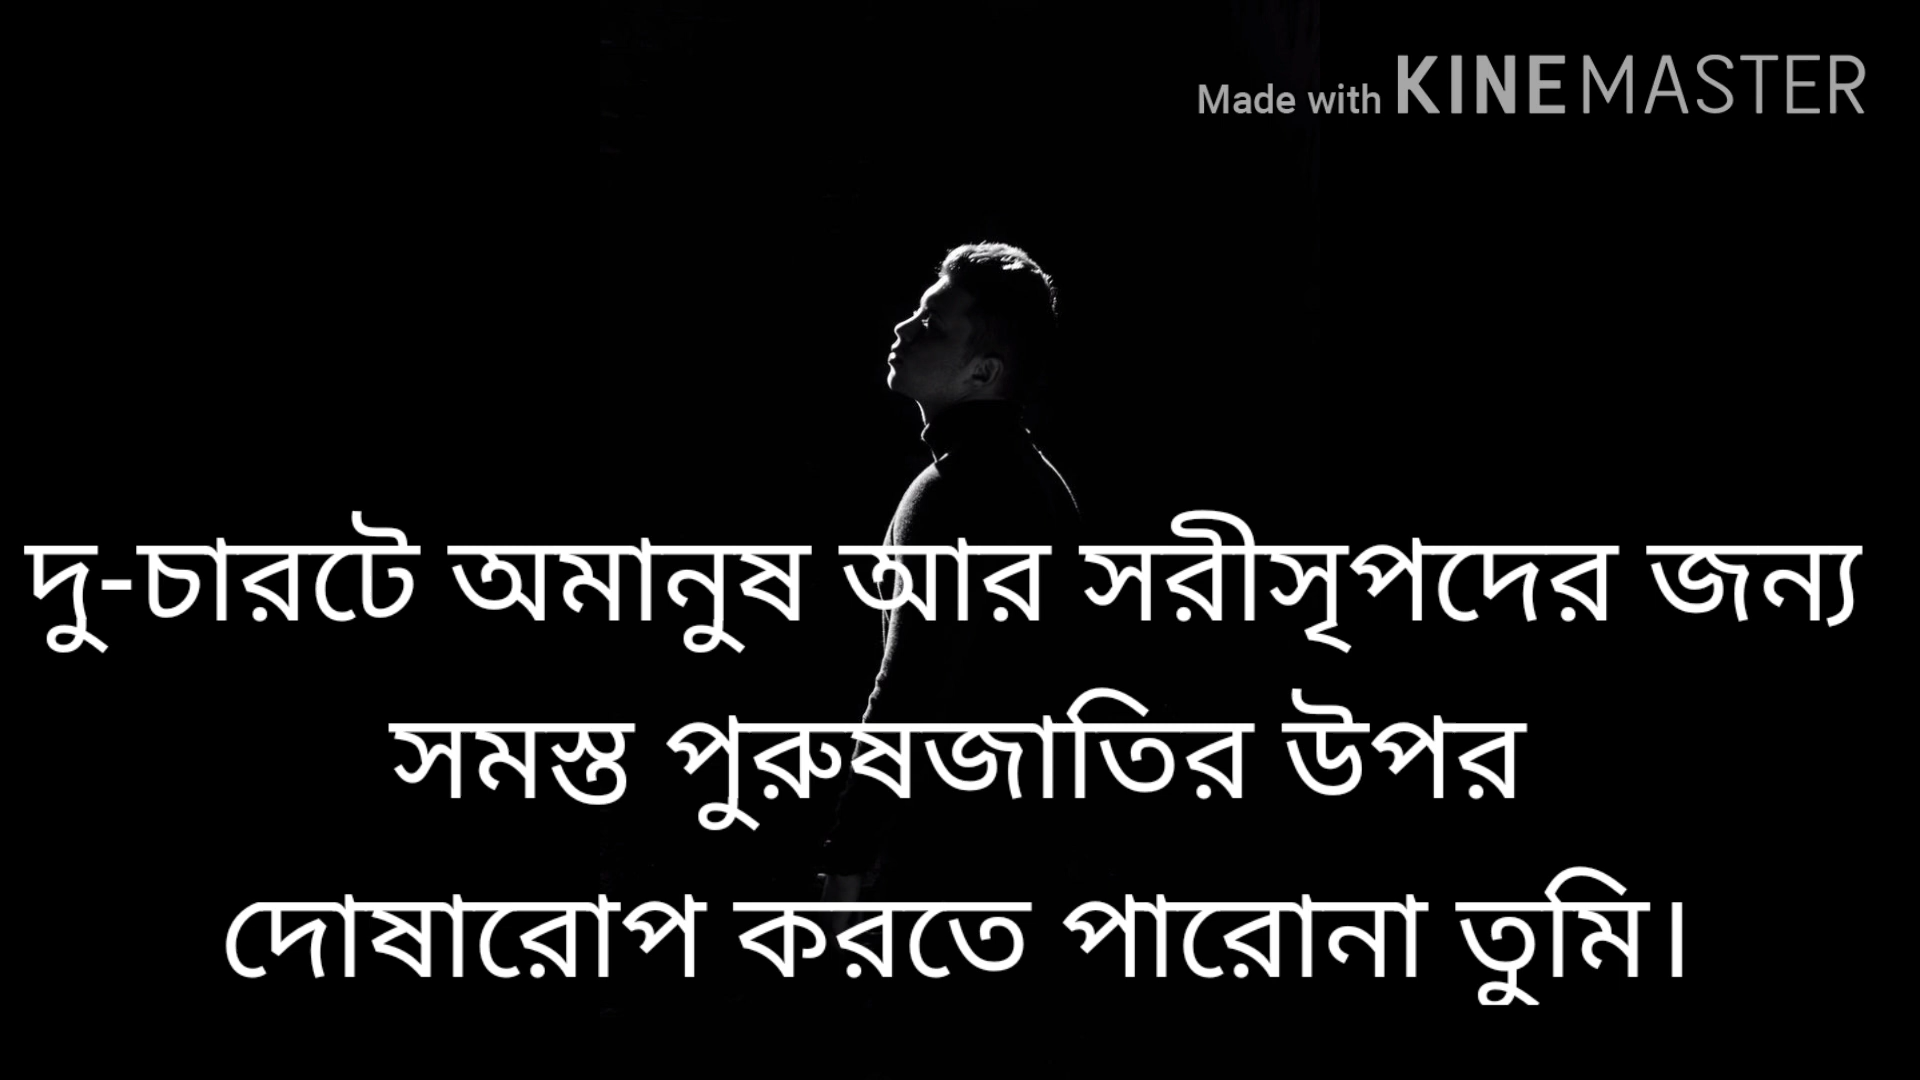 Made with KINEMASTER
দু-চারটে অমানুষ আর সরীসৃপদের জন্য
সমস্ত পুরুষজাতির উপর
দোষারোপ করতে পারোনা তুমি।